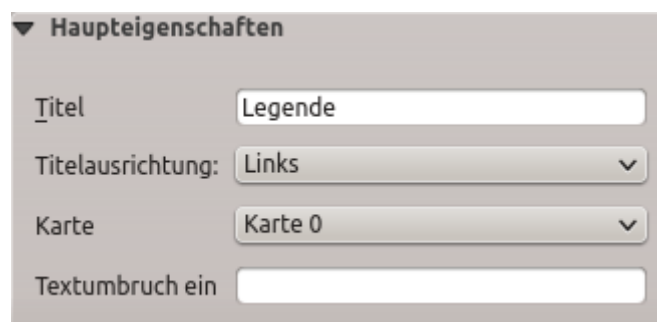 Haupteigenschaften
Titel Legende
Titelausrichtung: Links
Karte Karte 0
Textumbruch ein